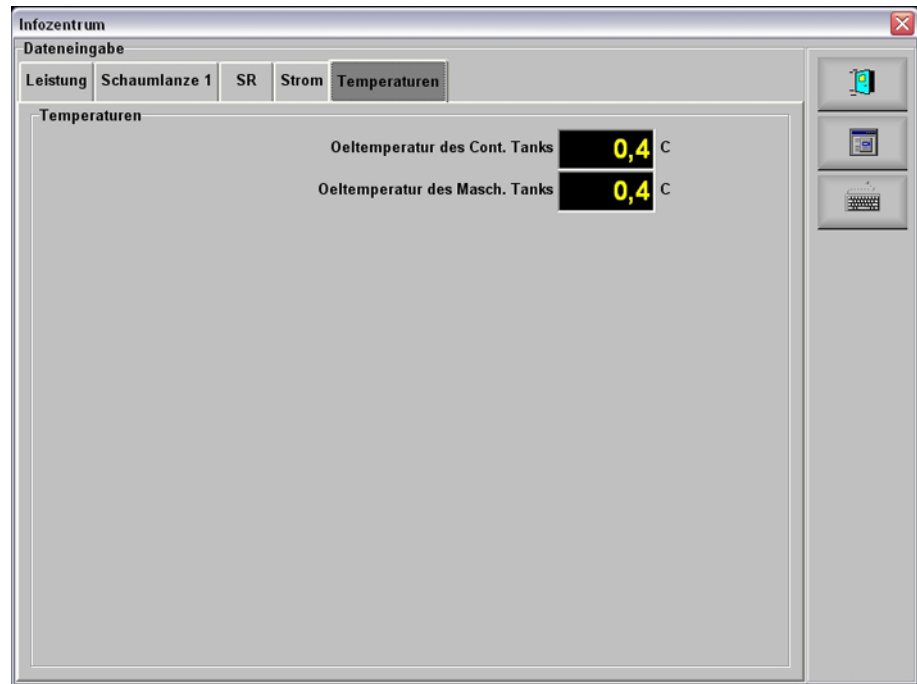 Infozentrum
Dateneingabe
Leistung Schaumlanze 1 SR Strom Temperaturen
Temperaturen
Oeltemperatur des Cont. Tanks 0,4 C
Oeltemperatur des Masch. Tanks 0,4 C